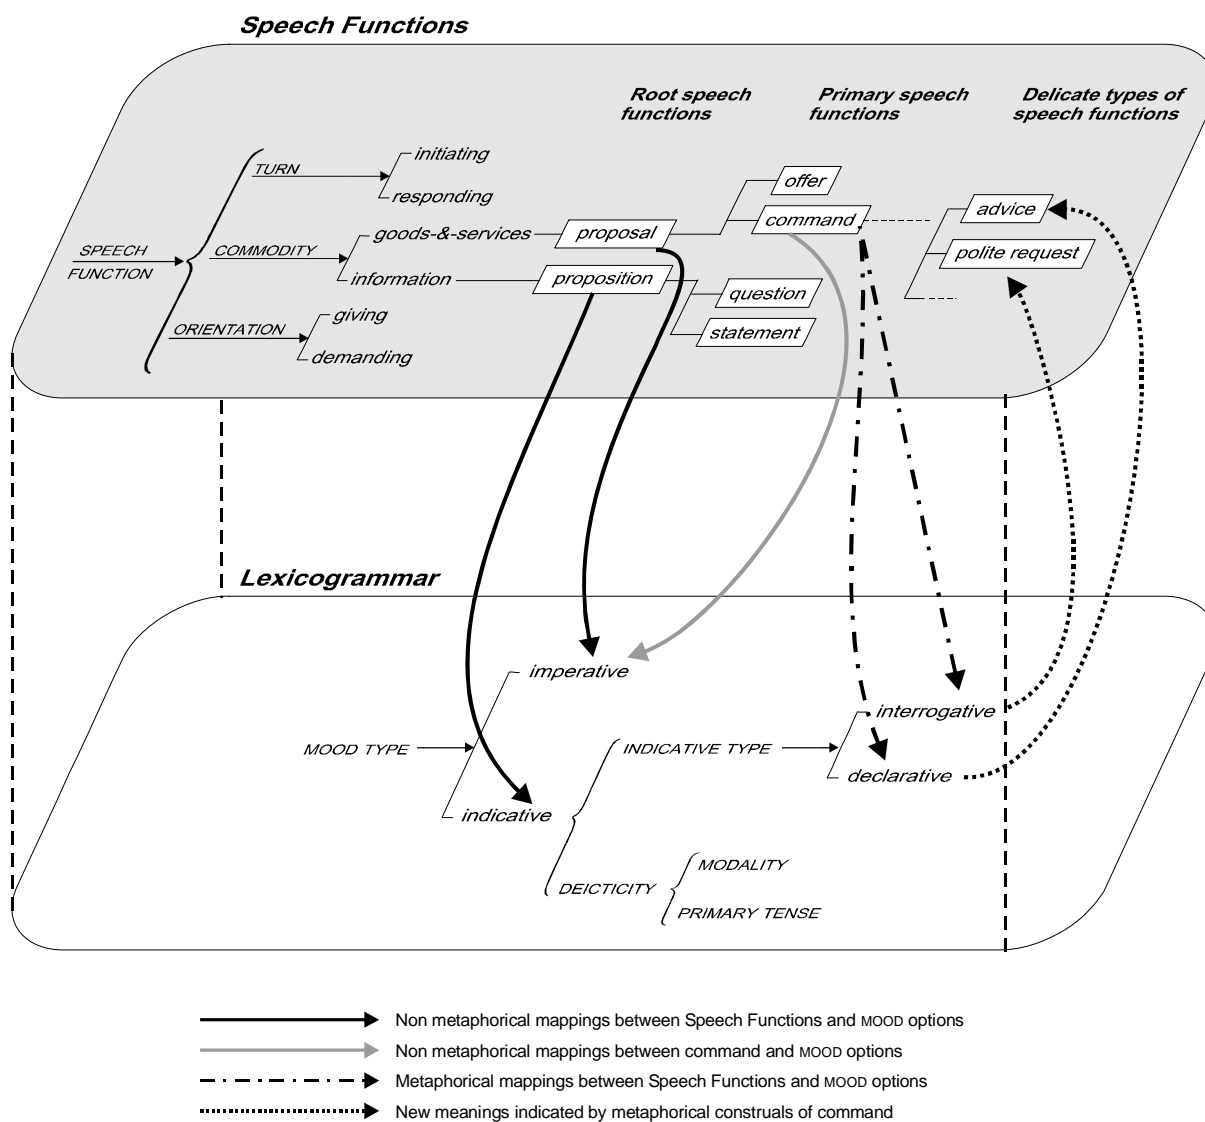 Speech Functions
Root speech
functions
Primary speech
functions
Delicate types of
speech functions
initiating
TURN
responding
offer
advice
command
goods-&-services
proposal
SPEECH
FUNCTION
COMMODITY
polite request
information
proposition
question
giving
ORIENTATION
statement
demanding
Lexicogrammar
imperative
interrogative
MOOD TYPE
INDICATIVE TYPE
declarative
indicative
MODALITY
DEICTICITY
PRIMARY TENSE
Non metaphorical mappings between Speech Functions and MOOD options
Non metaphorical mappings between command and MOOD options
Metaphorical mappings between Speech Functions and MOOD options
New meanings indicated by metaphorical construals of command